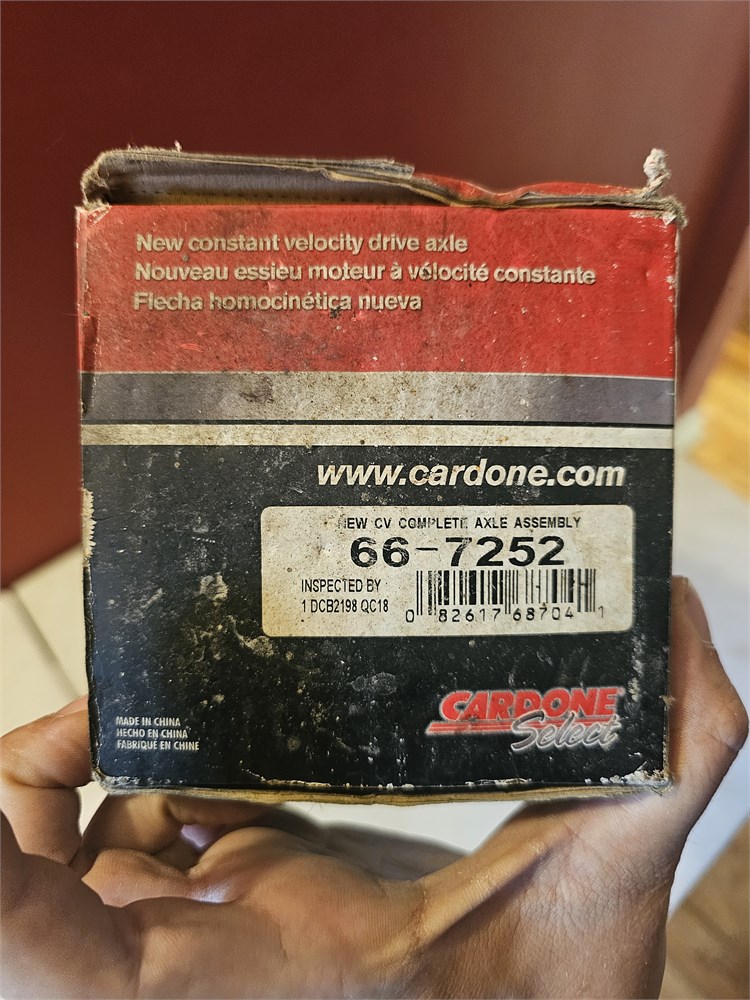 New constant velocity drive axle
Nouveau essieu moteur à vélocité constante
Flecha homocinética nueva
www.cardone.com
NEW CV COMPLETE AXLE ASSEMBLY
66-7252
INSPECTED BY
1 DCB2198 QC18
0 82617 68704 1
CARDONE
Select
MADE IN CHINA
HECHO EN CHINA
FABRIQUÉ EN CHINE